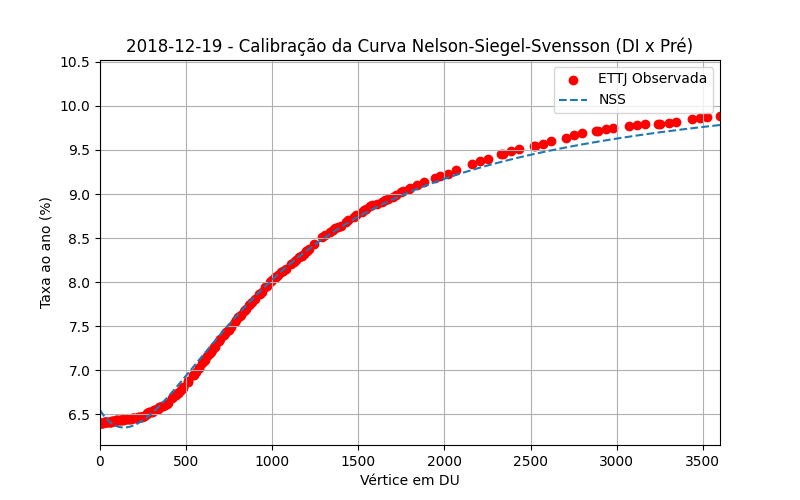 2018-12-19 - Calibração da Curva Nelson-Siegel-Svensson (DI x Pré)
10.5
10.0
9.5
9.0
8.5
8.0
7.5
7.0
6.5
Taxa ao ano (%)
ETTJ Observada
NSS
0 500 1000 1500 2000 2500 3000 3500
Vértice em DU